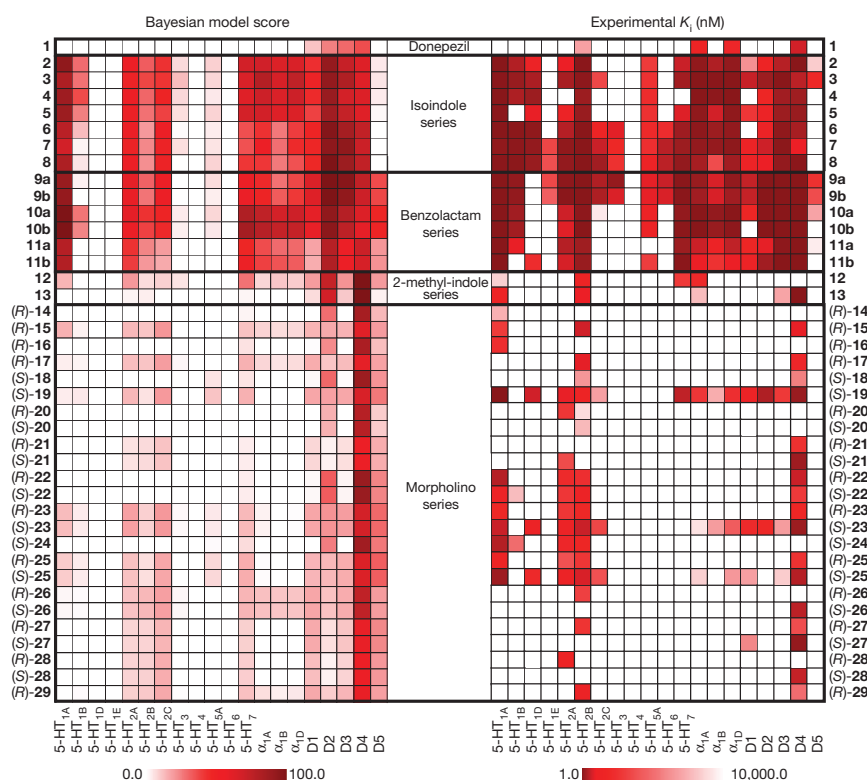 Bayesian model score
Experimental Ki (nM)
1 Donepezil 1
2 2
3 3
4 Isoindole 4
5 series 5
6 6
7 7
8 8
9a 9a
9b 9b
10a Benzolactam 10a
10b series 10b
11a 11a
11b 11b
12 2-methyl-indole 12
13 series 13
(R)-14 (R)-14
(R)-15 (R)-15
(R)-16 (R)-16
(R)-17 (R)-17
(S)-18 (S)-18
(S)-19 (S)-19
(R)-20 (R)-20
(S)-20 (S)-20
(R)-21 (R)-21
(S)-21 (S)-21
(R)-22 Morpholino (R)-22
(S)-22 series (S)-22
(R)-23 (R)-23
(S)-23 (S)-23
(S)-24 (S)-24
(R)-25 (R)-25
(S)-25 (S)-25
(R)-26 (R)-26
(S)-26 (S)-26
(R)-27 (R)-27
(S)-27 (S)-27
(R)-28 (R)-28
(S)-28 (S)-28
(R)-29 (R)-29
5-HT1A 5-HT1B 5-HT1D 5-HT1E 5-HT2A 5-HT2B 5-HT2C 5-HT3 5-HT4 5-HT5A 5-HT6 5-HT7 α1A α1B α1D D1 D2 D3 D4 D5
5-HT1A 5-HT1B 5-HT1D 5-HT1E 5-HT2A 5-HT2B 5-HT2C 5-HT3 5-HT4 5-HT5A 5-HT6 5-HT7 α1A α1B α1D D1 D2 D3 D4 D5
0.0 100.0
1.0 10,000.0